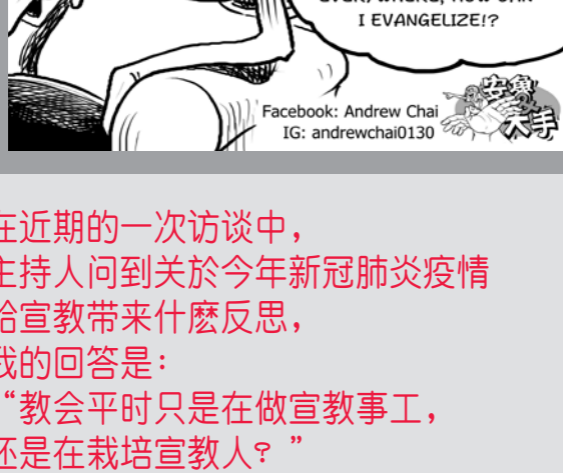 I EVANGELIZE!?
Facebook: Andrew Chai
IG: andrewchai0130
安魯
大手
在近期的一次访谈中,
主持人问到关於今年新冠肺炎疫情
给宣教带来什麽反思,
我的回答是:
“教会平时只是在做宣教事工,
还是在栽培宣教人? ”